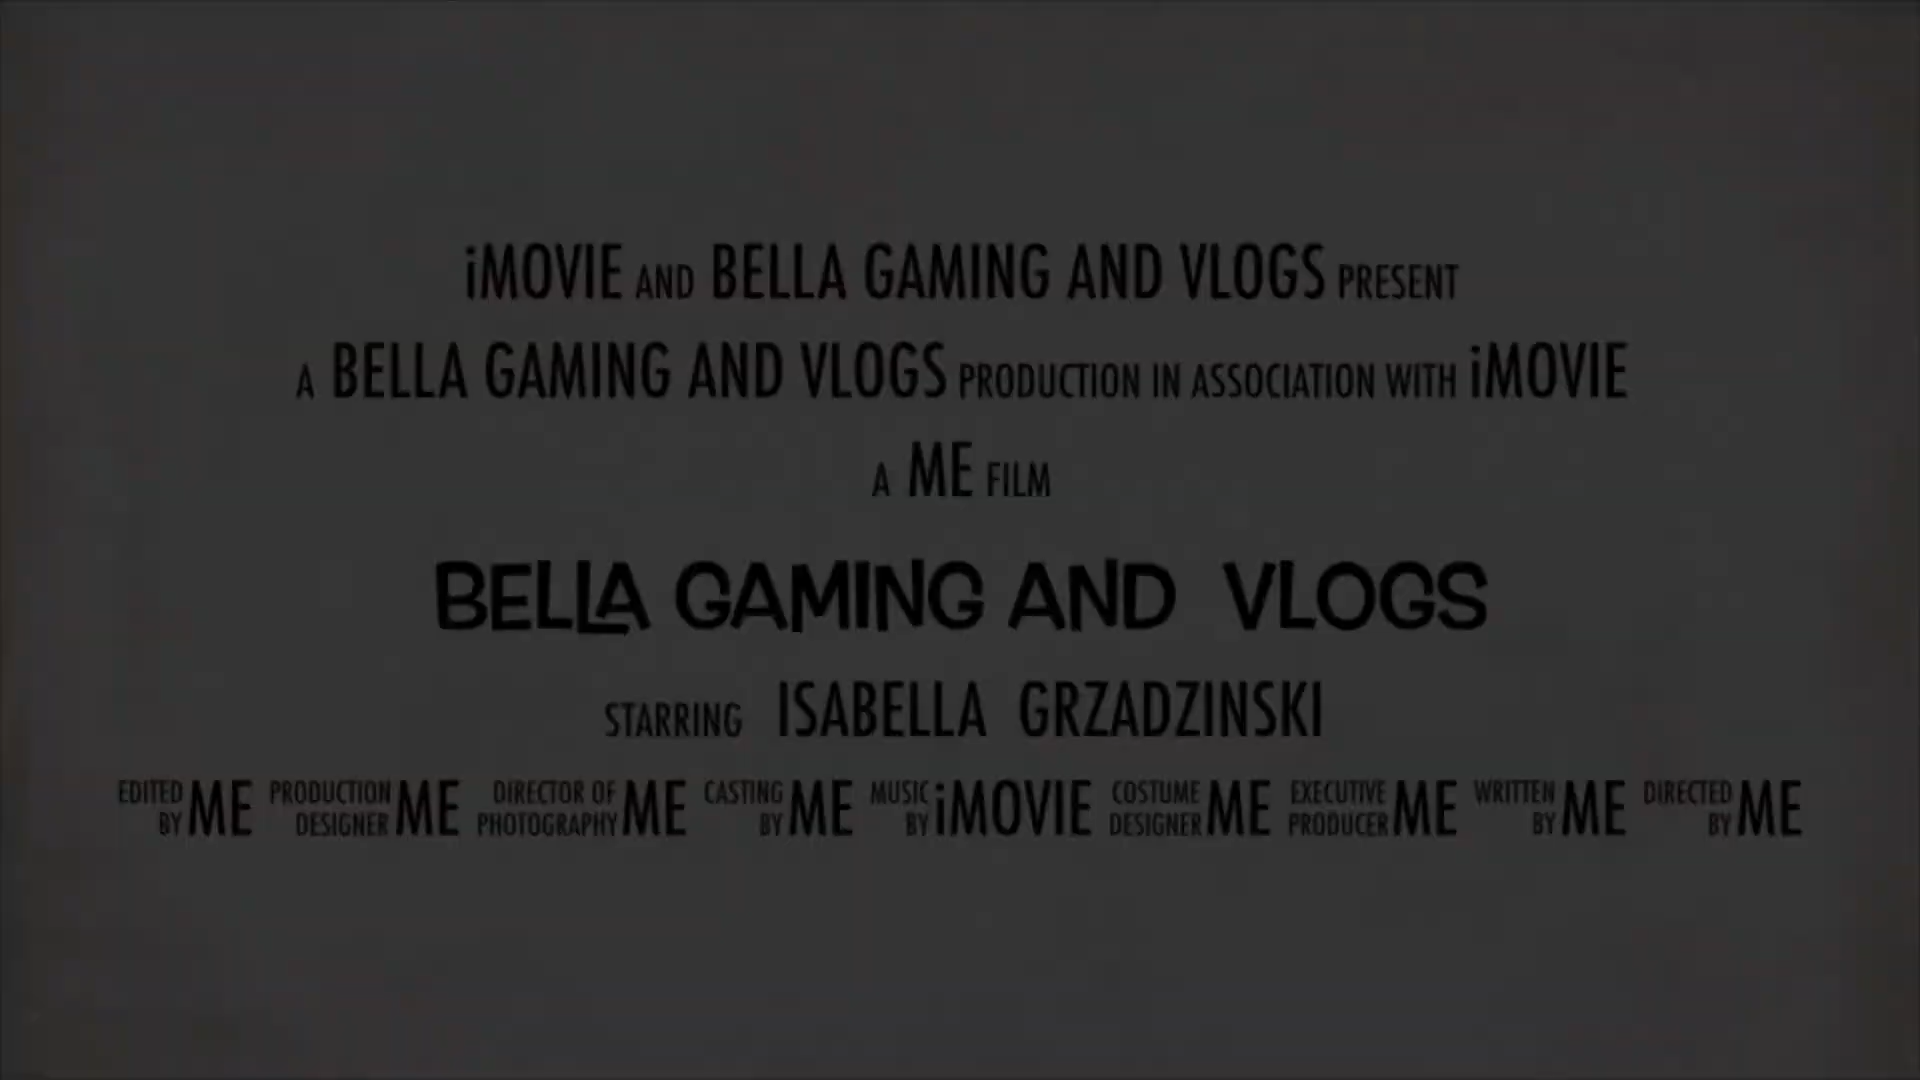 iMOVIE AND BELLA GAMING AND VLOGS PRESENT
A BELLA GAMING AND VLOGS PRODUCTION IN ASSOCIATION WITH iMOVIE
A ME FILM
BELLA GAMING AND VLOGS
STARRING ISABELLA GRZADZINSKI
EDITED BY ME PRODUCTION DESIGNER ME DIRECTOR OF PHOTOGRAPHY ME CASTING BY ME MUSIC BY iMOVIE COSTUME DESIGNER ME EXECUTIVE PRODUCER ME WRITTEN BY ME DIRECTED BY ME